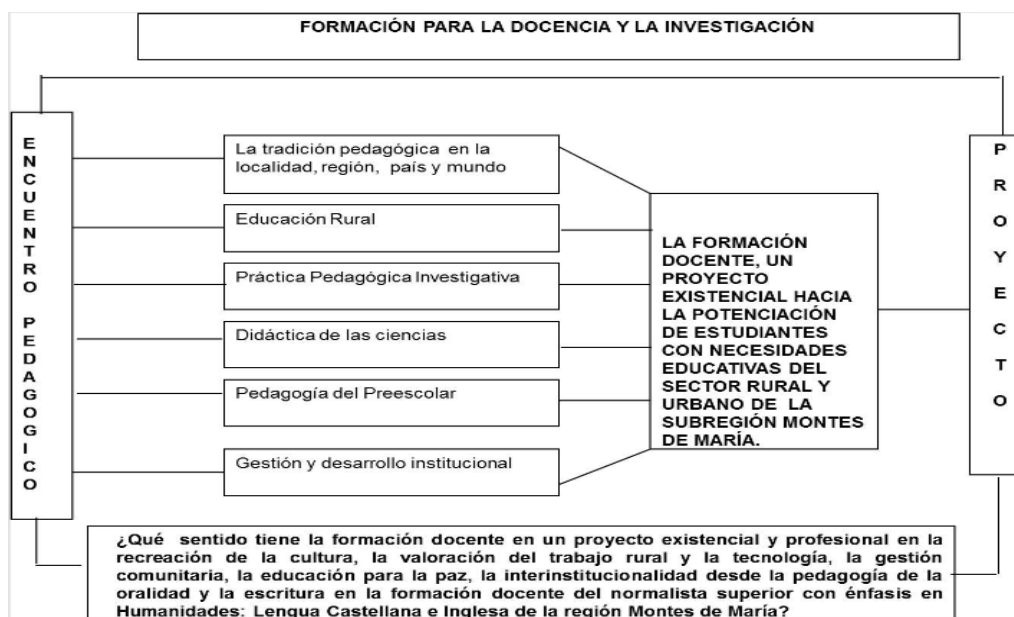 FORMACIÓN PARA LA DOCENCIA Y LA INVESTIGACIÓN
ENCUENTRO PEDAGOGICO
La tradición pedagógica en la
localidad, región, país y mundo
Educación Rural
Práctica Pedagógica Investigativa
Didáctica de las ciencias
Pedagogía del Preescolar
Gestión y desarrollo institucional
LA FORMACIÓN
DOCENTE, UN
PROYECTO
EXISTENCIAL HACIA
LA POTENCIACIÓN
DE ESTUDIANTES
CON NECESIDADES
EDUCATIVAS DEL
SECTOR RURAL Y
URBANO DE LA
SUBREGIÓN MONTES
DE MARÍA.
PROYECTO
¿Qué sentido tiene la formación docente en un proyecto existencial y profesional en la
recreación de la cultura, la valoración del trabajo rural y la tecnología, la gestión
comunitaria, la educación para la paz, la interinstitucionalidad desde la pedagogía de la
oralidad y la escritura en la formación docente del normalista superior con énfasis en
Humanidades: Lengua Castellana e Inglesa de la región Montes de María?